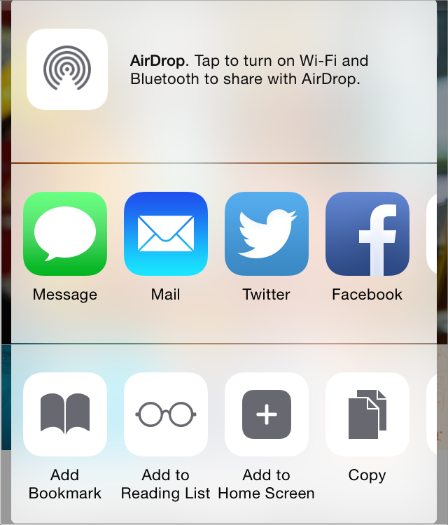 AirDrop. Tap to turn on Wi-Fi and
Bluetooth to share with AirDrop.
Message
Mail
Twitter
Facebook
Add
Bookmark
Add to
Reading List
Add to
Home Screen
Copy